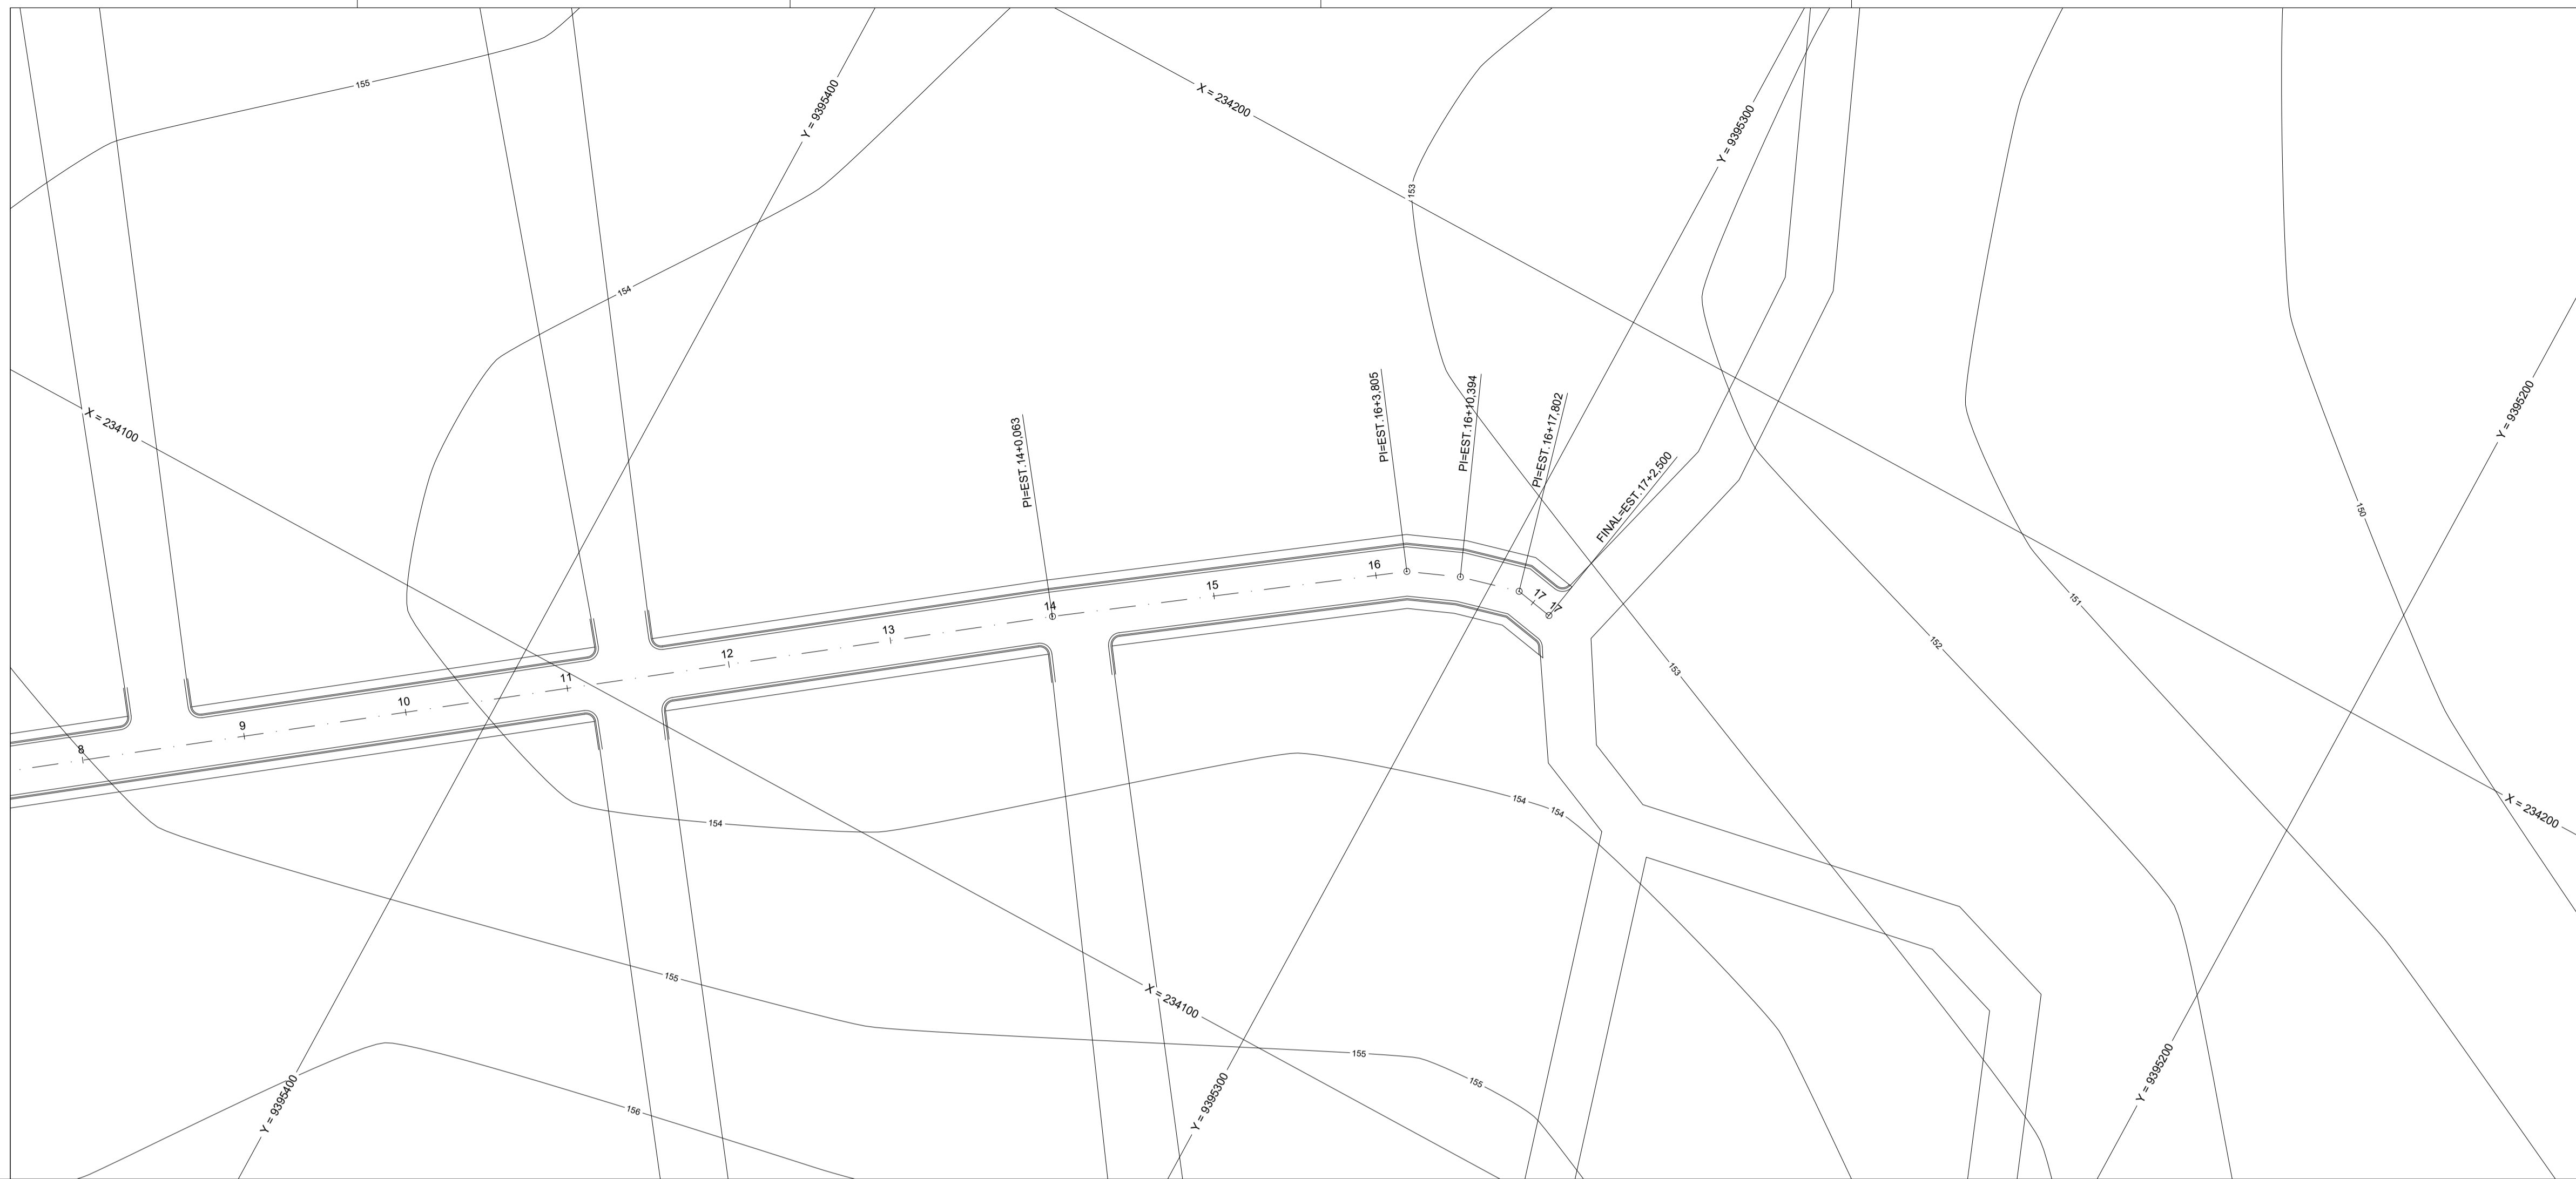 155
Y = 9395400
X = 234200
Y = 9395300
153
154
X = 234100
Y = 9395200
PI=EST.14+0,063
PI=EST.16+3,805
PI=EST.16+10,394
PI=EST.16+17,802
FINAL=EST.17+2,500
150
8
9
10
11
12
13
14
15
16
17
17
151
152
153
154
154
154
X = 234200
155
X = 234100
155
155
Y = 9395400
156
Y = 9395300
Y = 9395200